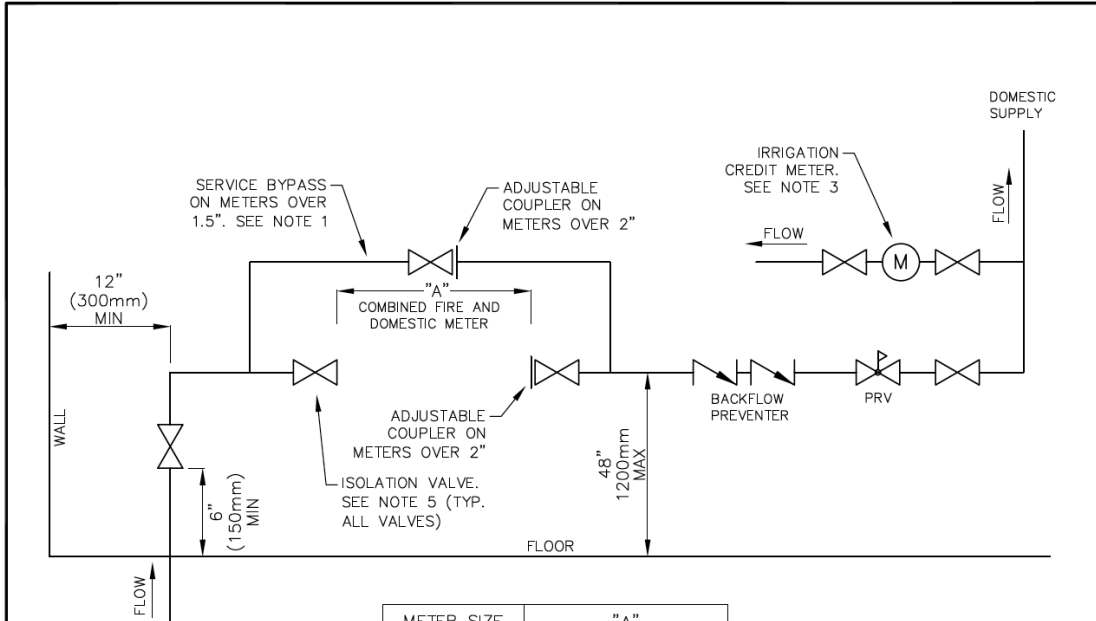 DOMESTIC
SUPPLY
IRRIGATION
CREDIT METER.
SEE NOTE 3
FLOW
FLOW
M
SERVICE BYPASS
ON METERS OVER
1.5". SEE NOTE 1
ADJUSTABLE
COUPLER ON
METERS OVER 2"
12"
(300mm)
MIN
"A"
COMBINED FIRE AND
DOMESTIC METER
WALL
ADJUSTABLE
COUPLER ON
METERS OVER 2"
BACKFLOW
PREVENTER
PRV
48"
1200mm
MAX
ISOLATION VALVE.
SEE NOTE 5 (TYP.
ALL VALVES)
6"
(150mm)
MIN
FLOOR
FLOW
METER SIZE
"A"